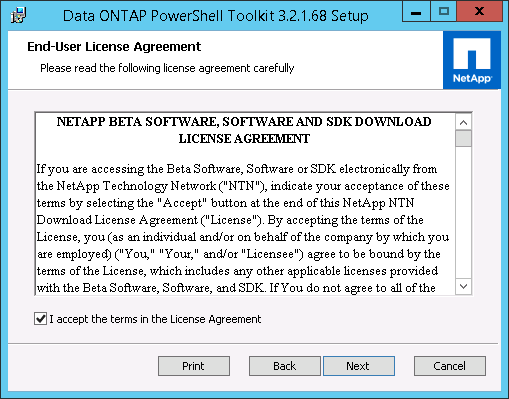 Data ONTAP PowerShell Toolkit 3.2.1.68 Setup
End-User License Agreement
Please read the following license agreement carefully
NetApp
NETAPP BETA SOFTWARE, SOFTWARE AND SDK DOWNLOAD
LICENSE AGREEMENT
If you are accessing the Beta Software, Software or SDK electronically from
the NetApp Technology Network ("NTN"), indicate your acceptance of these
terms by selecting the "Accept" button at the end of this NetApp NTN
Download License Agreement ("License"). By accepting the terms of the
License, you (as an individual and/or on behalf of the company by which you
are employed) ("You," "Your," and/or "Licensee") agree to be bound by the
terms of the License, which includes any other applicable licenses provided
with the Beta Software, Software, and SDK. If You do not agree to all of the
I accept the terms in the License Agreement
Print
Back
Next
Cancel